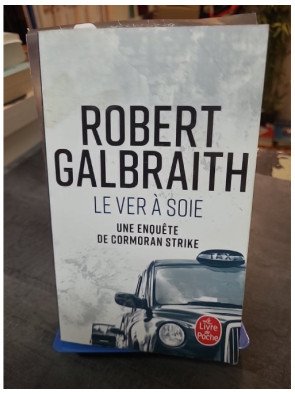 ROBERT
GALBRAITH
LE VER À SOIE
UNE ENQUÊTE
DE CORMORAN STRIKE
TAXI
Le Livre de Poche